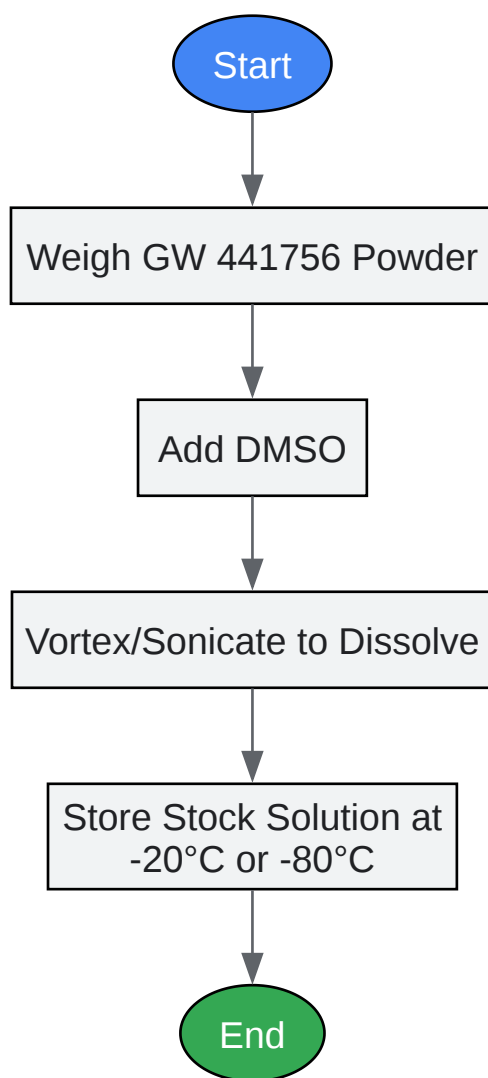 Start
Weigh GW 441756 Powder
Add DMSO
Vortex/Sonicate to Dissolve
Store Stock Solution at
-20°C or -80°C
End